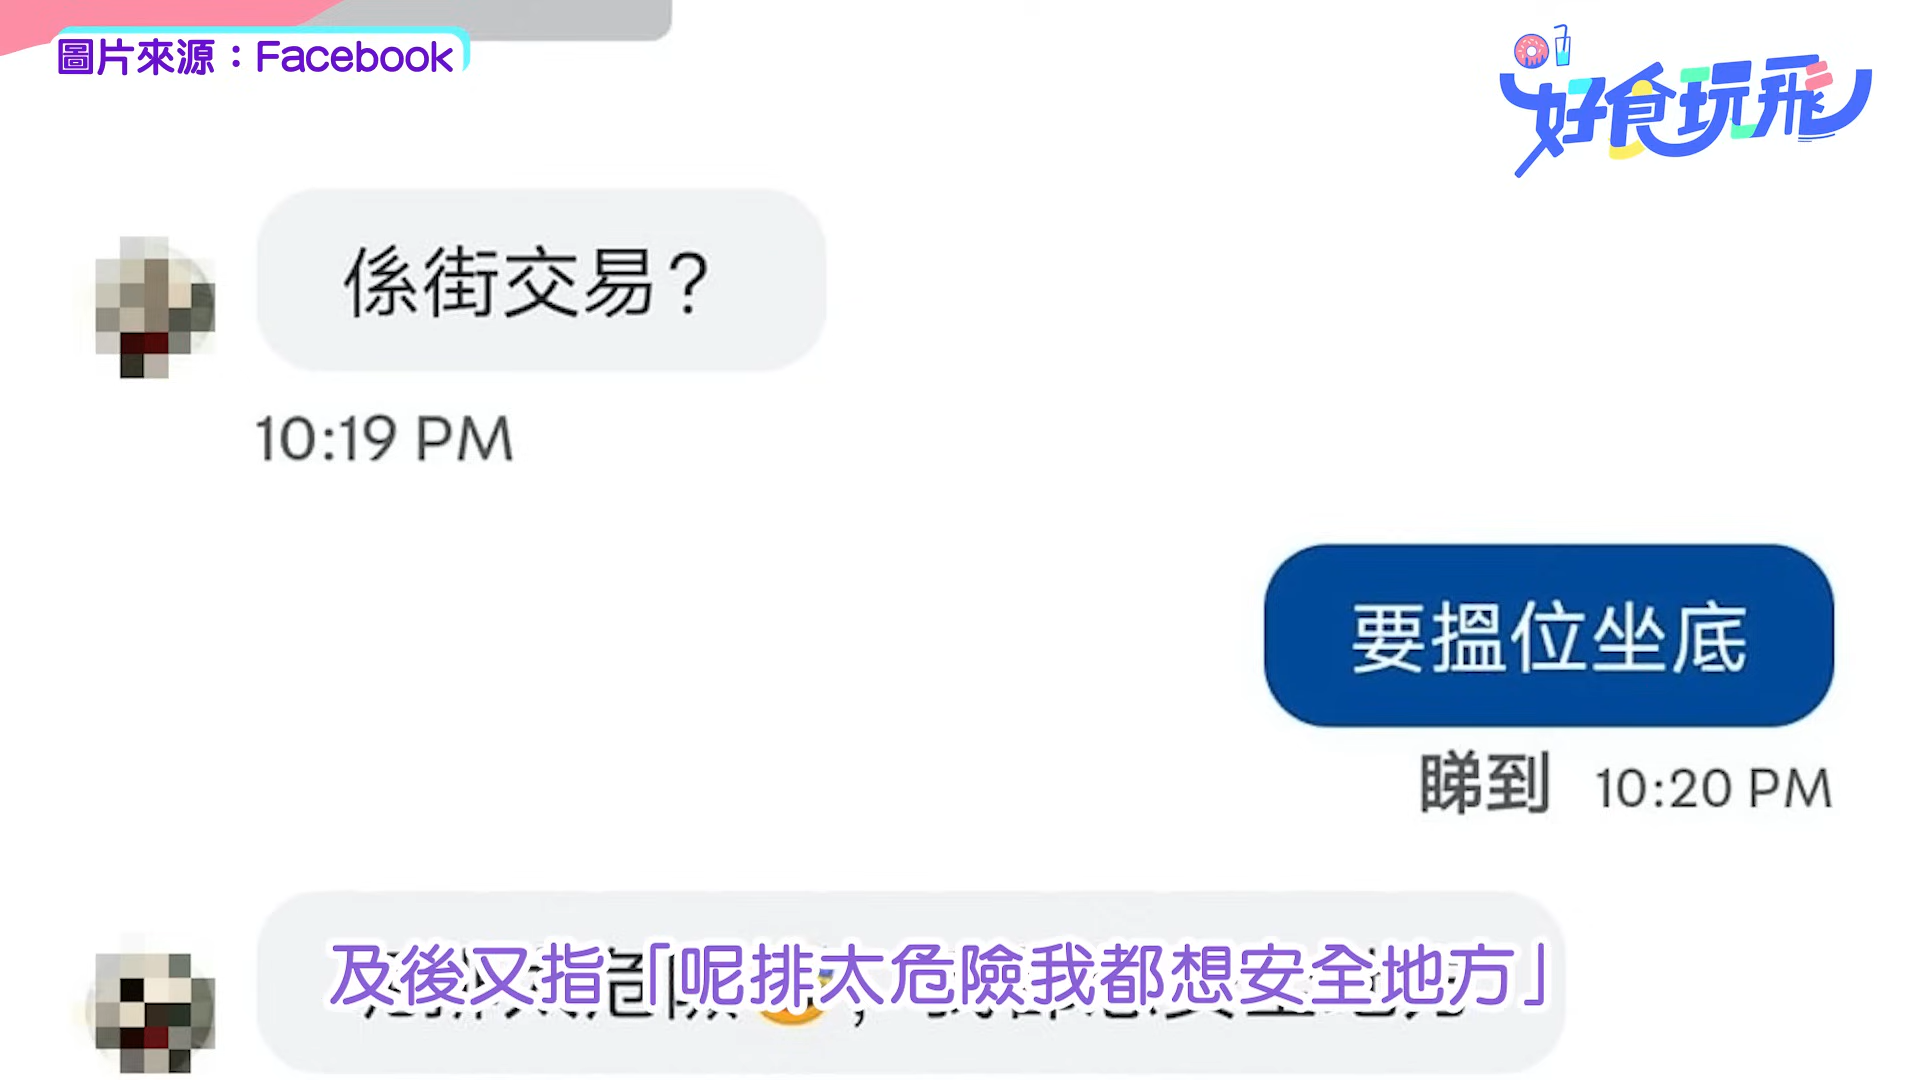 圖片來源：Facebook
好食玩飛
係街交易？
10:19 PM
要搵位坐底
睇到 10:20 PM
及後又指「呢排太危險我都想安全地方」